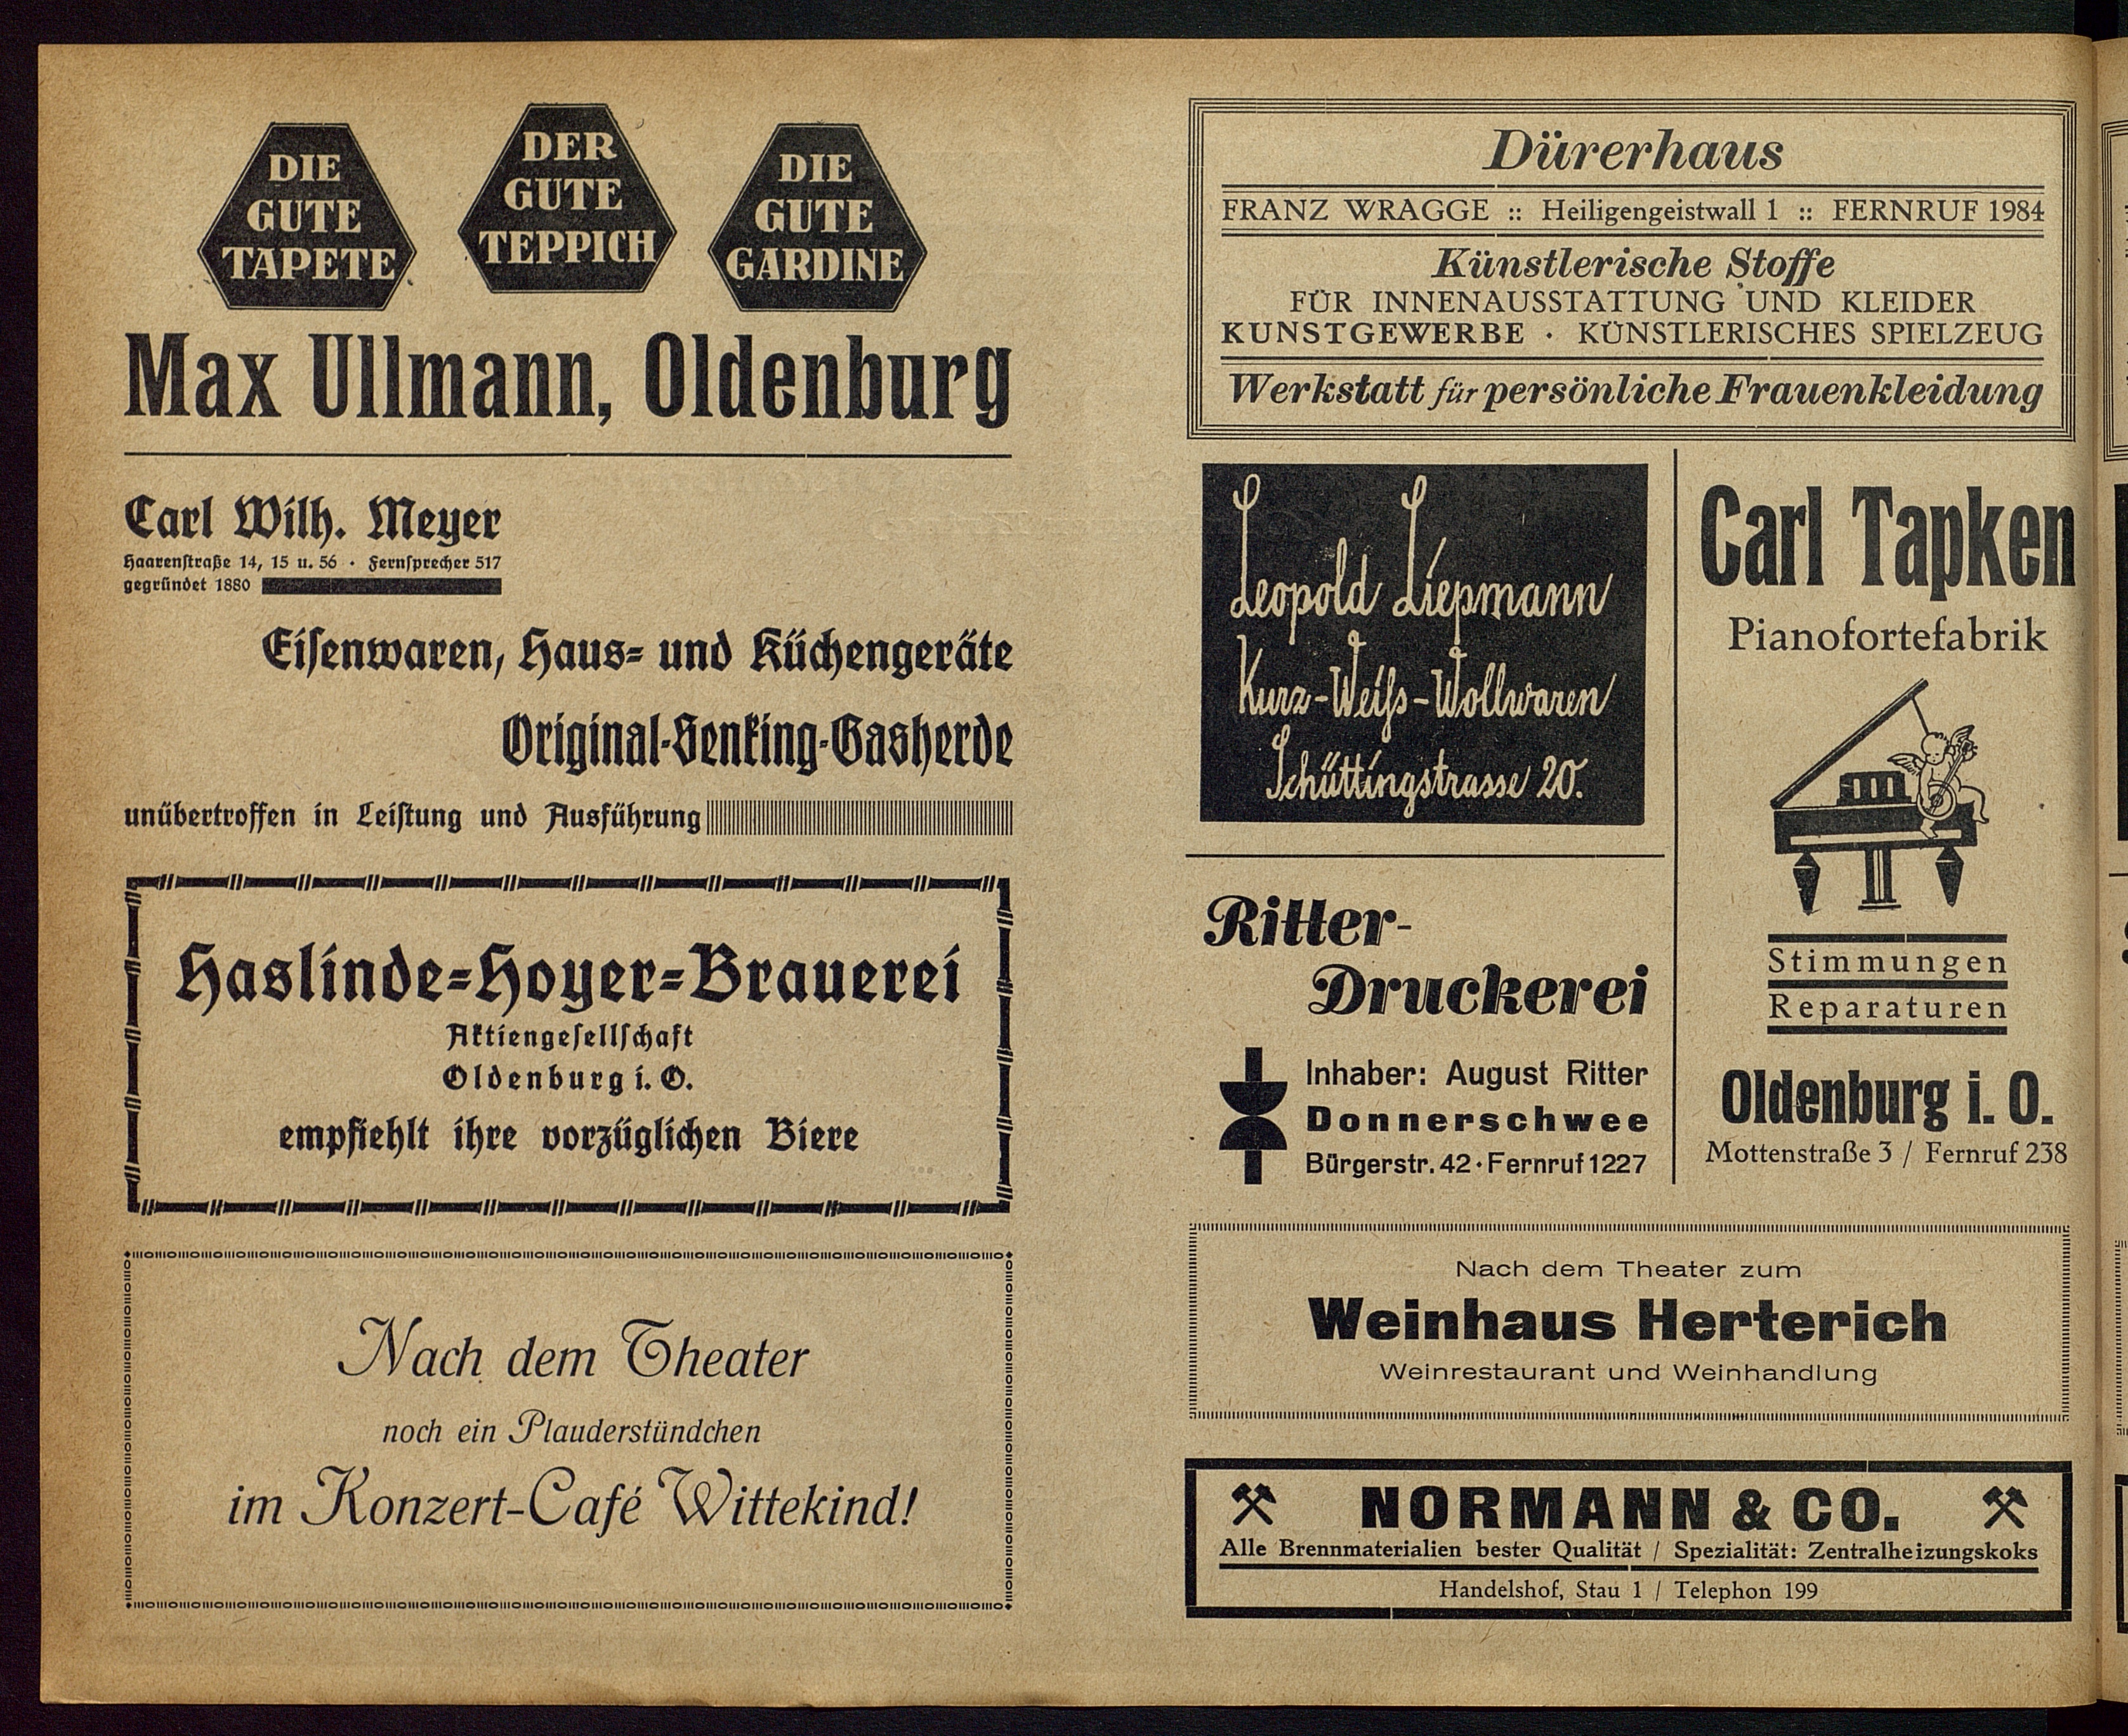 DIE
GUTE
TAPETE
DER
GUTE
TEPPICH
DIE
GUTE
GARDINE
Max Ullmann, Oldenburg
Carl Wilh. Meyer
Haarenſtraße 14, 15 u. 56 · Fernſprecher 517
gegründet 1880
Eiſenwaren, Haus- und Küchengeräte
Original-Senking-Gasherde
unübertroffen in Leiſtung und Ausführung
Haslinde-Hoyer-Brauerei
Aktiengeſellſchaft
Oldenburg i. O.
empfiehlt ihre vorzüglichen Biere
Nach dem Theater
noch ein Plauderstündchen
im Konzert-Café Wittekind!
Dürerhaus
FRANZ WRAGGE :: Heiligengeistwall 1 :: FERNRUF 1984
Künstlerische Stoffe
FÜR INNENAUSSTATTUNG UND KLEIDER
KUNSTGEWERBE · KÜNSTLERISCHES SPIELZEUG
Werkstatt für persönliche Frauenkleidung
Leopold Liepmann
Kurz-Weiſs-Wollwaren
Schüttingstrasse 20.
Ritter-
Druckerei
Inhaber: August Ritter
Donnerschwee
Bürgerstr. 42 · Fernruf 1227
Carl Tapken
Pianofortefabrik
Stimmungen
Reparaturen
Oldenburg i. O.
Mottenstraße 3 / Fernruf 238
Nach dem Theater zum
Weinhaus Herterich
Weinrestaurant und Weinhandlung
NORMANN & CO.
Alle Brennmaterialien bester Qualität / Spezialität: Zentralheizungskoks
Handelshof, Stau 1 / Telephon 199